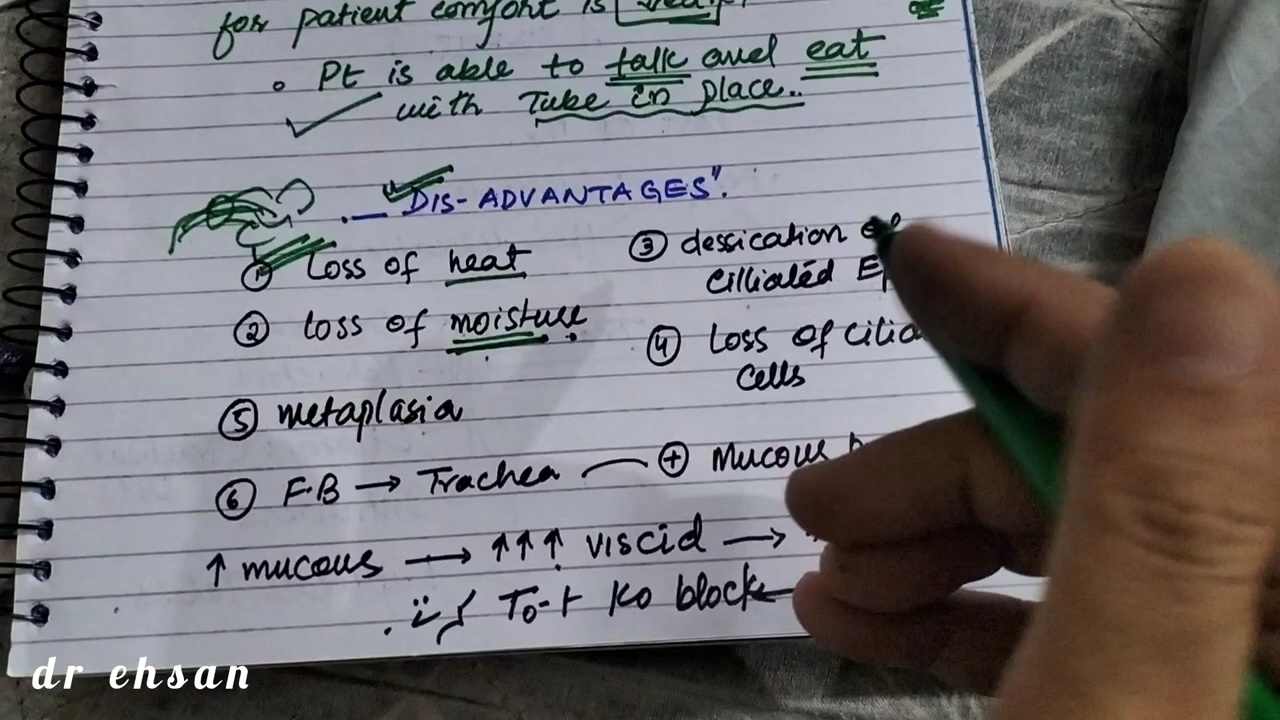 for patient comfort is
• Pt is able to talk and eat
with Tube in place..
.— DIS-ADVANTAGES".
① Loss of heat
② loss of moisture
③ dessication of
cilliated
④ Loss of
cells
⑤ metaplasia
⑥ F.B → Trachea — ⊕ Mucous
↑ mucous → ↑↑↑ viscid →
To-t ko block ←
dr ehsan